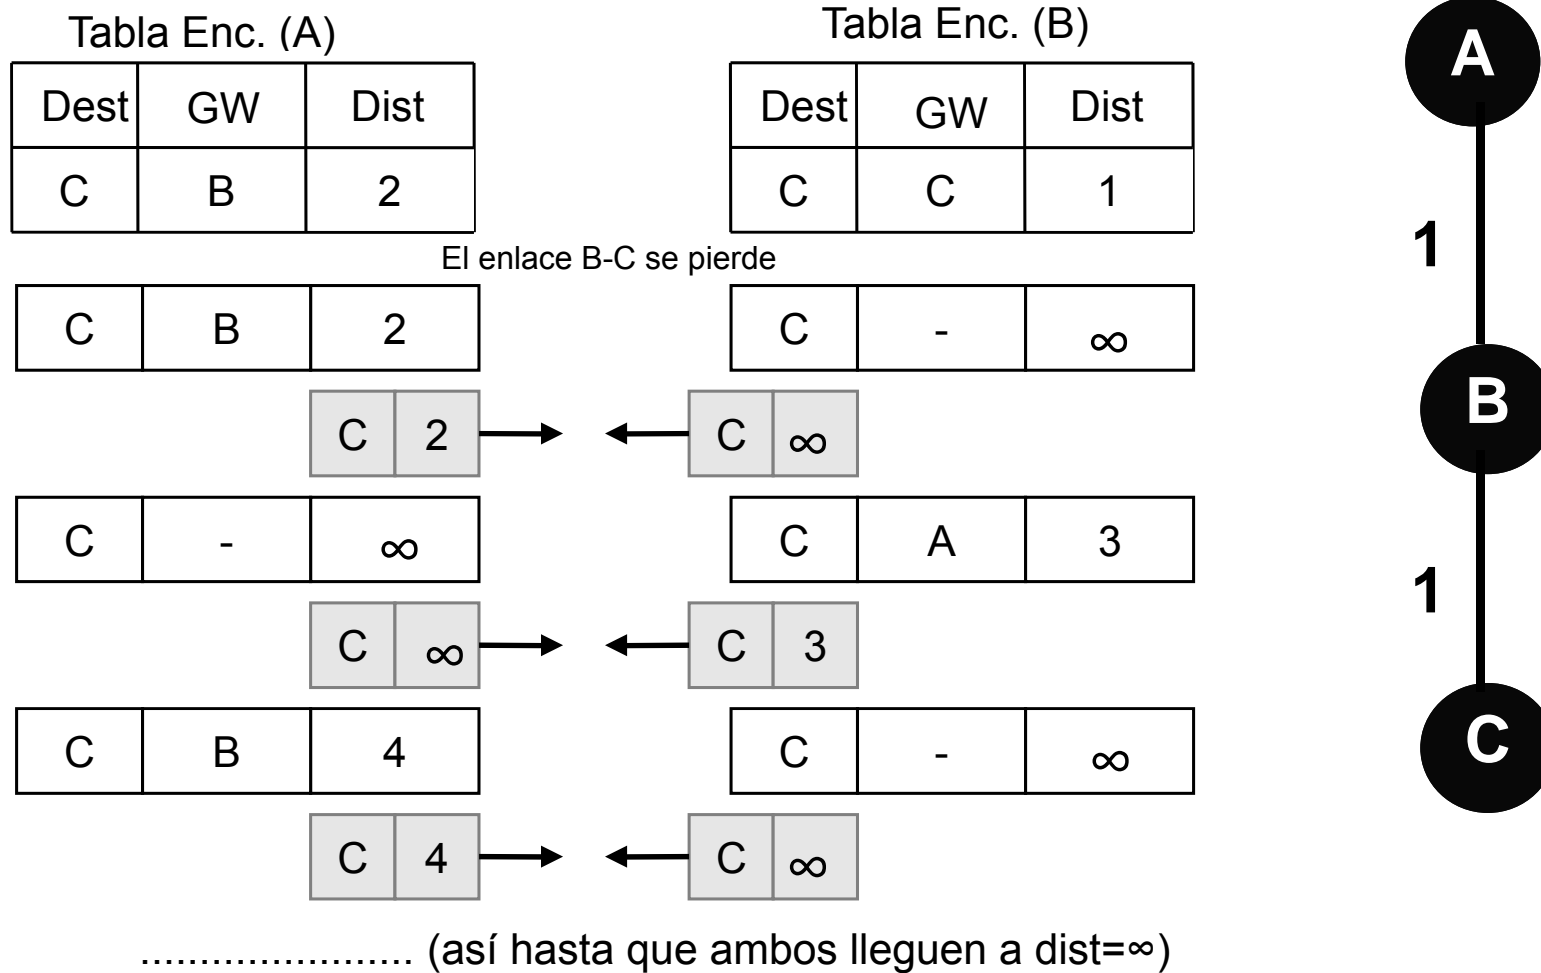 Tabla Enc. (A)
Tabla Enc. (B)
Dest GW Dist
Dest GW Dist
C B 2
C C 1
El enlace B-C se pierde
C B 2
C - ∞
C 2
C ∞
C - ∞
C A 3
C ∞
C 3
C B 4
C - ∞
C 4
C ∞
....................... (así hasta que ambos lleguen a dist=∞)
A
1
B
1
C